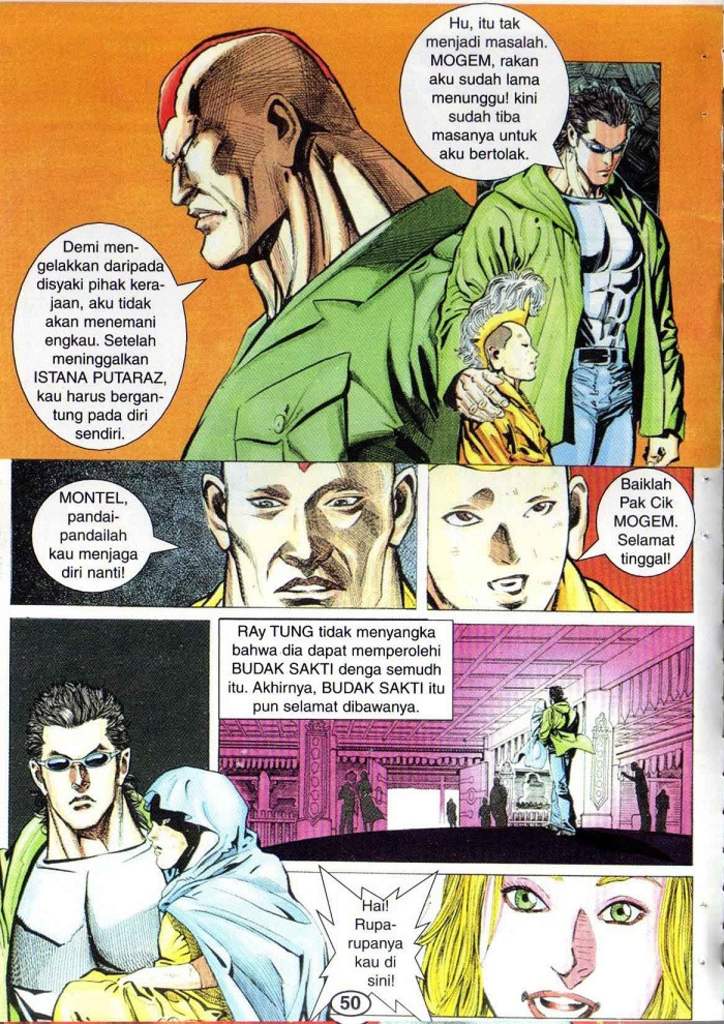 Hu, itu tak
menjadi masalah.
MOGEM, rakan
aku sudah lama
menunggu! kini
sudah tiba
masanya untuk
aku bertolak.
Demi men-
gelakkan daripada
disyaki pihak kera-
jaan, aku tidak
akan menemani
engkau. Setelah
meninggalkan
ISTANA PUTARAZ,
kau harus bergan-
tung pada diri
sendiri.
MONTEL,
pandai-
pandailah
kau menjaga
diri nanti!
Baiklah
Pak Cik
MOGEM.
Selamat
tinggal!
RAy TUNG tidak menyangka
bahwa dia dapat memperolehi
BUDAK SAKTI denga semudh
itu. Akhirnya, BUDAK SAKTI itu
pun selamat dibawanya.
Hai!
Rupa-
rupanya
kau di
sini!
50